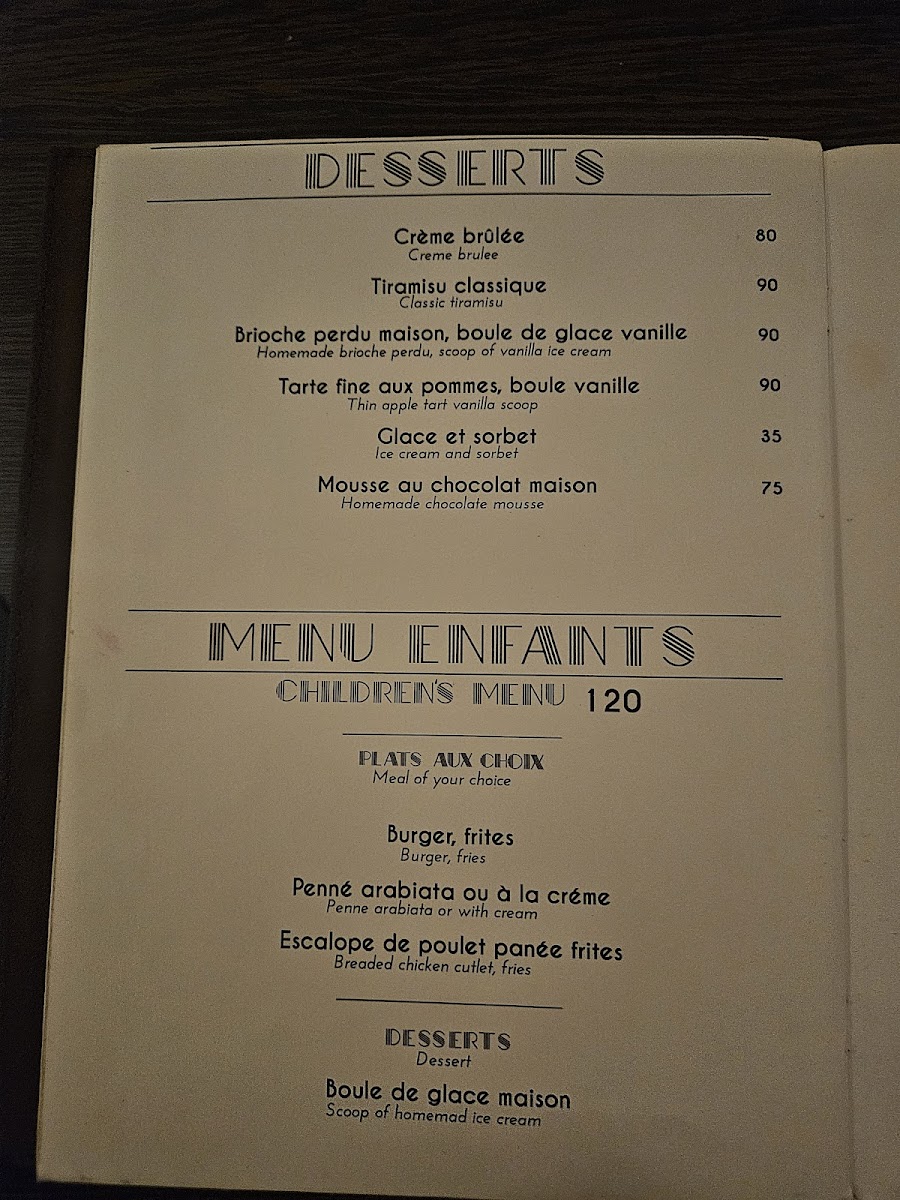 DESSERTS
Crème brûlée 80
Creme brulee
Tiramisu classique 90
Classic tiramisu
Brioche perdu maison, boule de glace vanille 90
Homemade brioche perdu, scoop of vanilla ice cream
Tarte fine aux pommes, boule vanille 90
Thin apple tart vanilla scoop
Glace et sorbet 35
Ice cream and sorbet
Mousse au chocolat maison 75
Homemade chocolate mousse
MENU ENFANTS
CHILDREN'S MENU 120
PLATS AUX CHOIX
Meal of your choice
Burger, frites
Burger, fries
Penné arabiata ou à la créme
Penne arabiata or with cream
Escalope de poulet panée frites
Breaded chicken cutlet, fries
DESSERTS
Dessert
Boule de glace maison
Scoop of homemad ice cream